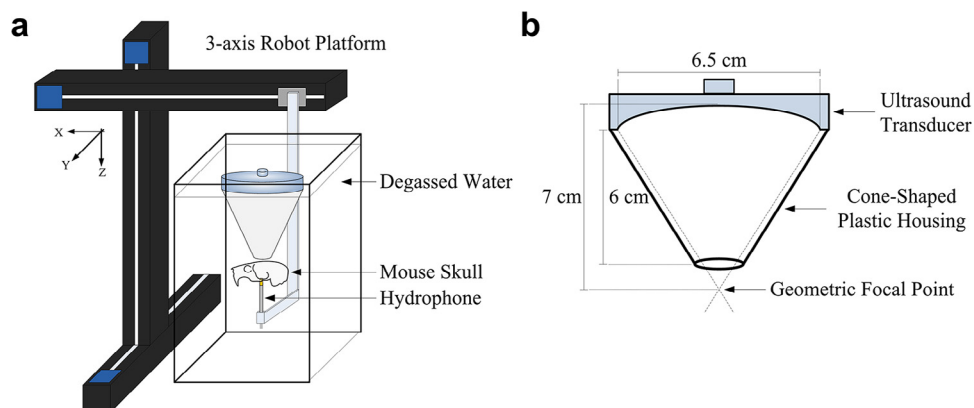 a
3-axis Robot Platform
X
Y
Z
Degassed Water
Mouse Skull
Hydrophone
b
6.5 cm
Ultrasound
Transducer
7 cm
6 cm
Cone-Shaped
Plastic Housing
Geometric Focal Point